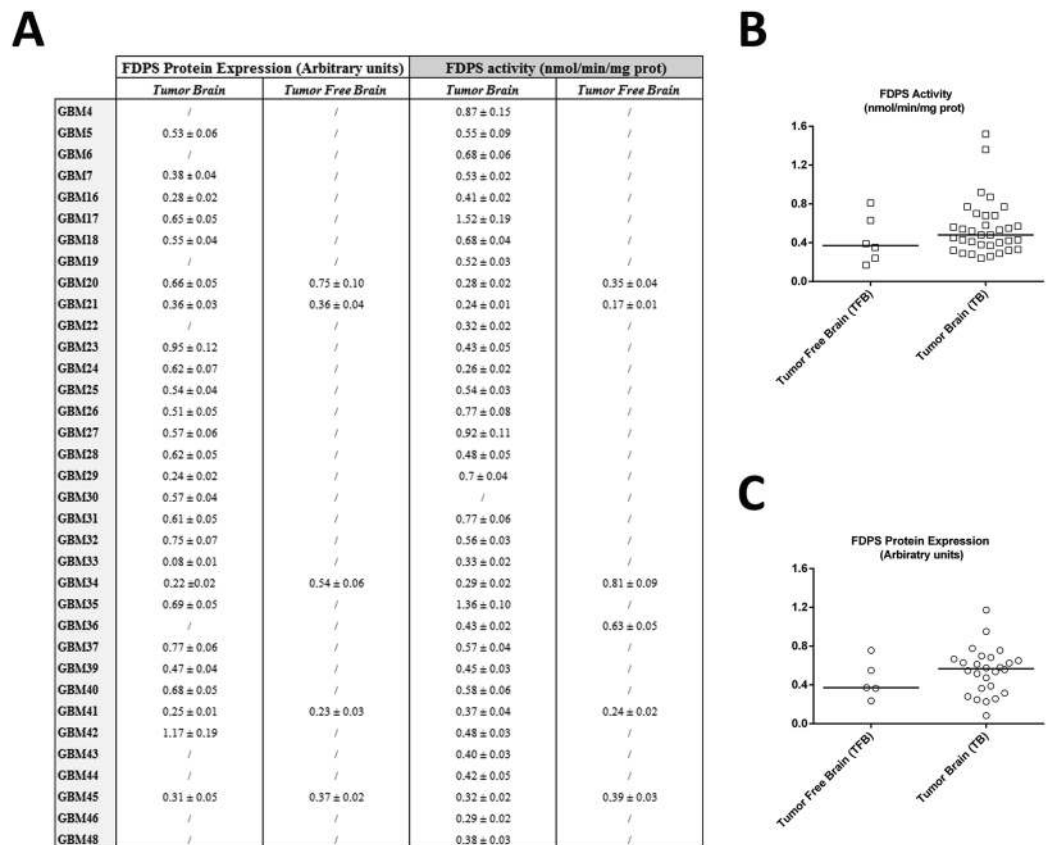 A
FDPS Protein Expression (Arbitrary units) FDPS activity (nmol/min/mg prot)
Tumor Brain Tumor Free Brain Tumor Brain Tumor Free Brain
GBM4 / / 0.87 ± 0.15 /
GBM5 0.53 ± 0.06 / 0.55 ± 0.09 /
GBM6 / / 0.68 ± 0.06 /
GBM7 0.38 ± 0.04 / 0.53 ± 0.02 /
GBM16 0.28 ± 0.02 / 0.41 ± 0.02 /
GBM17 0.65 ± 0.05 / 1.52 ± 0.19 /
GBM18 0.55 ± 0.04 / 0.68 ± 0.04 /
GBM19 / / 0.52 ± 0.03 /
GBM20 0.66 ± 0.05 0.75 ± 0.10 0.28 ± 0.02 0.35 ± 0.04
GBM21 0.36 ± 0.03 0.36 ± 0.04 0.24 ± 0.01 0.17 ± 0.01
GBM22 / / 0.32 ± 0.02 /
GBM23 0.95 ± 0.12 / 0.43 ± 0.05 /
GBM24 0.62 ± 0.07 / 0.26 ± 0.02 /
GBM25 0.54 ± 0.04 / 0.54 ± 0.03 /
GBM26 0.51 ± 0.05 / 0.77 ± 0.08 /
GBM27 0.57 ± 0.06 / 0.92 ± 0.11 /
GBM28 0.62 ± 0.05 / 0.48 ± 0.05 /
GBM29 0.24 ± 0.02 / 0.7 ± 0.04 /
GBM30 0.57 ± 0.04 / / /
GBM31 0.61 ± 0.05 / 0.77 ± 0.06 /
GBM32 0.75 ± 0.07 / 0.56 ± 0.03 /
GBM33 0.08 ± 0.01 / 0.33 ± 0.02 /
GBM34 0.22 ±0.02 0.54 ± 0.06 0.29 ± 0.02 0.81 ± 0.09
GBM35 0.69 ± 0.05 / 1.36 ± 0.10 /
GBM36 / / 0.43 ± 0.02 0.63 ± 0.05
GBM37 0.77 ± 0.06 / 0.57 ± 0.04 /
GBM39 0.47 ± 0.04 / 0.45 ± 0.03 /
GBM40 0.68 ± 0.05 / 0.58 ± 0.06 /
GBM41 0.25 ± 0.01 0.23 ± 0.03 0.37 ± 0.04 0.24 ± 0.02
GBM42 1.17 ± 0.19 / 0.48 ± 0.03 /
GBM43 / / 0.40 ± 0.03 /
GBM44 / / 0.42 ± 0.05 /
GBM45 0.31 ± 0.05 0.37 ± 0.02 0.32 ± 0.02 0.39 ± 0.03
GBM46 / / 0.29 ± 0.02 /
GBM48 / / 0.38 ± 0.03 /
B
FDPS Activity
(nmol/min/mg prot)
1.6
1.2
0.8
0.4
0.0
Tumor Free Brain (TFB)
Tumor Brain (TB)
C
FDPS Protein Expression
(Arbiratry units)
1.6
1.2
0.8
0.4
0.0
Tumor Free Brain (TFB)
Tumor Brain (TB)